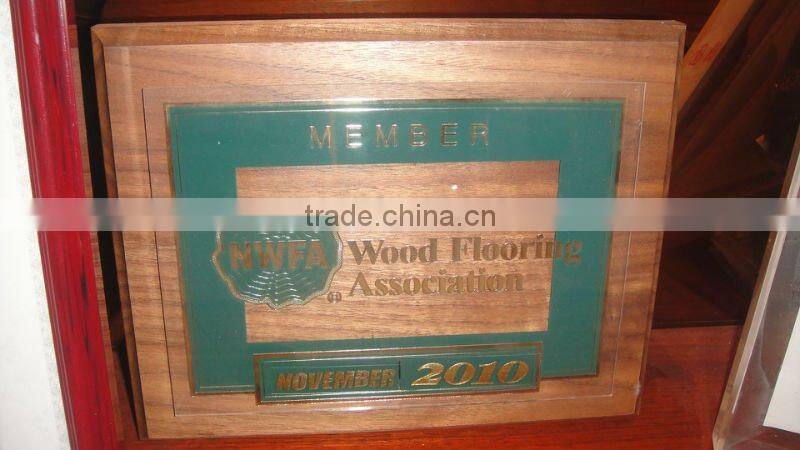 MEMBER
trade.china.cn
NWFA Wood Flooring
Association
NOVEMBER 2010